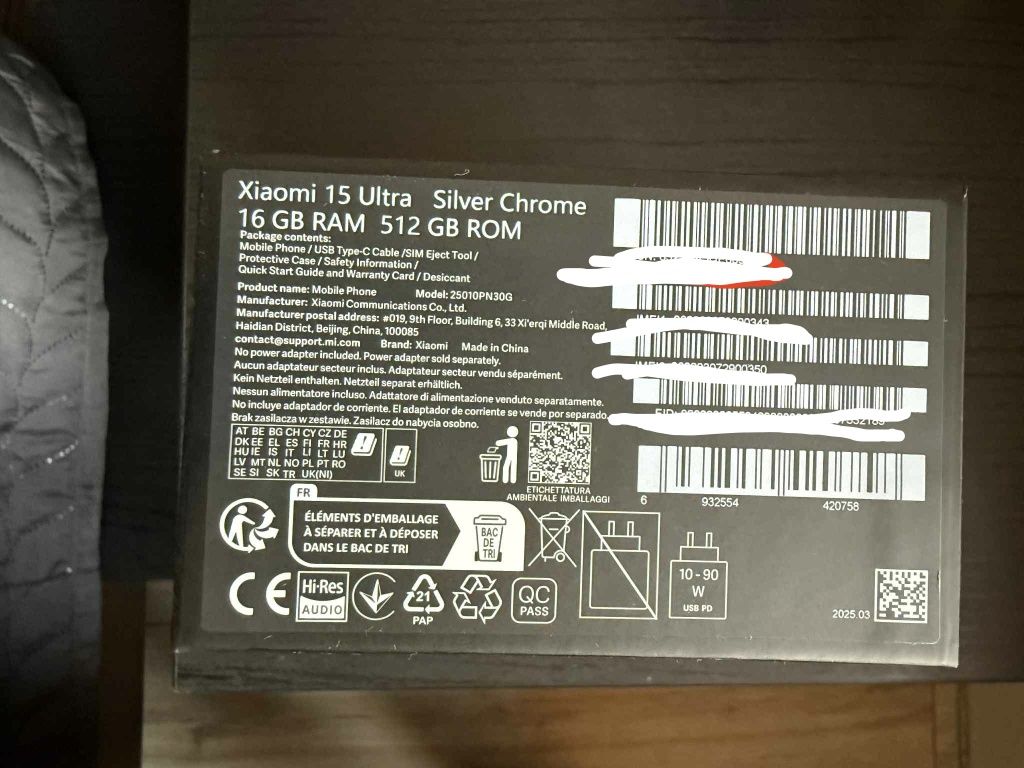 Xiaomi 15 Ultra Silver Chrome
16 GB RAM 512 GB ROM
Package contents:
Mobile Phone / USB Type-C Cable /SIM Eject Tool /
Protective Case / Safety Information /
Quick Start Guide and Warranty Card / Desiccant
Product name: Mobile Phone Model: 25010PN30G
Manufacturer: Xiaomi Communications Co., Ltd.
Manufacturer postal address: #019, 9th Floor, Building 6, 33 Xi'erqi Middle Road,
Haidian District, Beijing, China, 100085
contact@support.mi.com Brand: Xiaomi Made in China
No power adapter included. Power adapter sold separately.
Aucun adaptateur secteur inclus. Adaptateur secteur vendu séparément.
Kein Netzteil enthalten. Netzteil separat erhältlich.
Nessun alimentatore incluso. Adattatore di alimentazione venduto separatamente.
No incluye adaptador de corriente. El adaptador de corriente se vende por separado.
Brak zasilacza w zestawie. Zasilacz do nabycia osobno.
AT BE BG CH CY CZ DE
DK EE EL ES FI FR HR
HU IE IS IT LI LT LU
LV MT NL NO PL PT RO
SE SI SK TR UK(NI)
UK
ETICHETTATURA
AMBIENTALE IMBALLAGGI
6 932554 420758
FR
ÉLÉMENTS D'EMBALLAGE
À SÉPARER ET À DÉPOSER
DANS LE BAC DE TRI
BAC
DE
TRI
CE
Hi-Res
AUDIO
21
PAP
QC
PASS
10 - 90
W
USB PD
2025.03